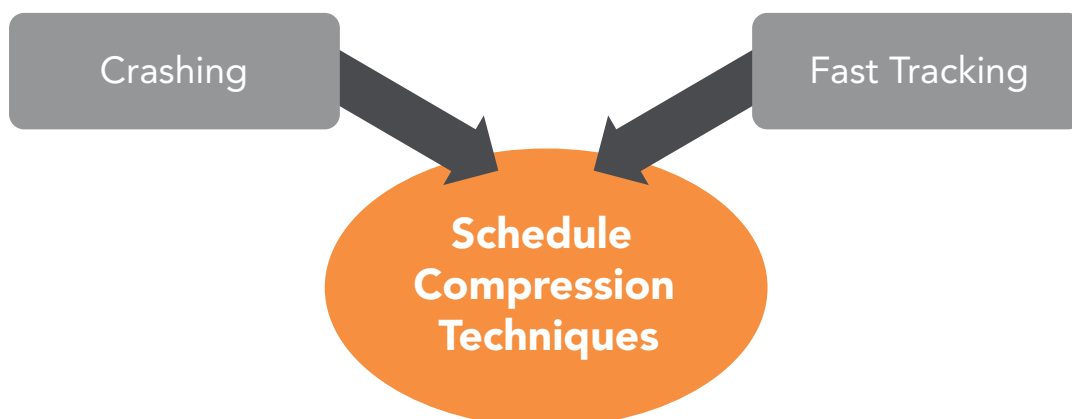 Crashing
Fast Tracking
Schedule
Compression
Techniques